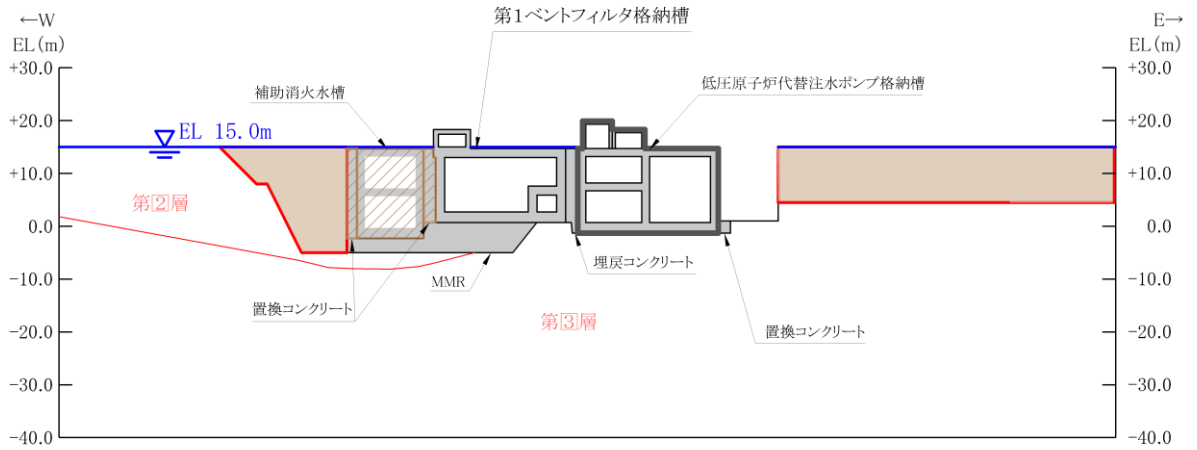 ←W
EL(m)
E→
EL(m)
第1ベントフィルタ格納槽
補助消火水槽
低圧原子炉代替注水ポンプ格納槽
EL 15.0m
+30.0
+20.0
+10.0
0.0
-10.0
-20.0
-30.0
-40.0
第2層
埋戻コンクリート
MMR
置換コンクリート
第3層
置換コンクリート
+30.0
+20.0
+10.0
0.0
-10.0
-20.0
-30.0
-40.0